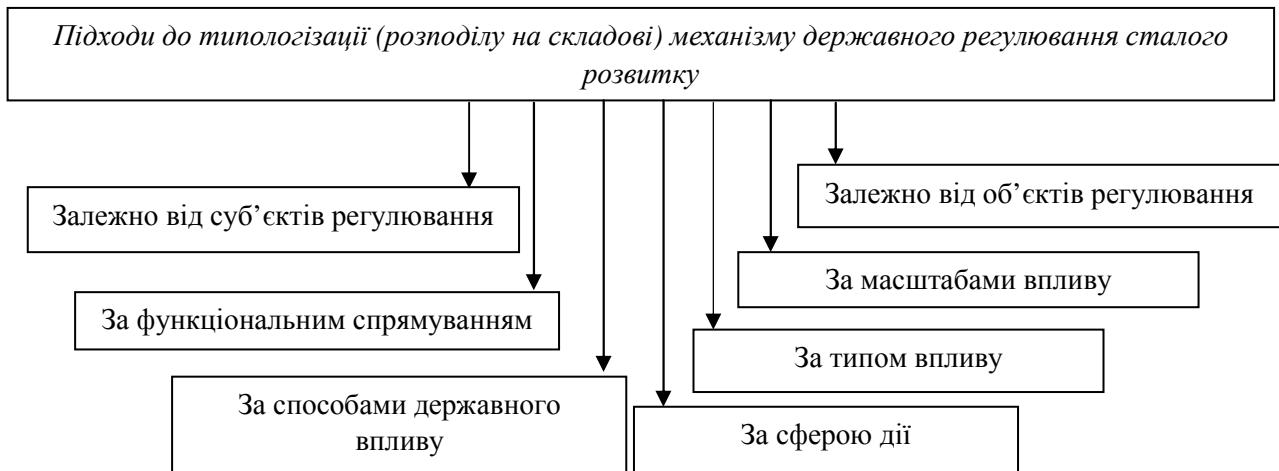 Підходи до типологізації (розподілу на складові) механізму державного регулювання сталого
розвитку
Залежно від суб’єктів регулювання
Залежно від об’єктів регулювання
За масштабами впливу
За функціональним спрямуванням
За типом впливу
За способами державного
впливу
За сферою дії